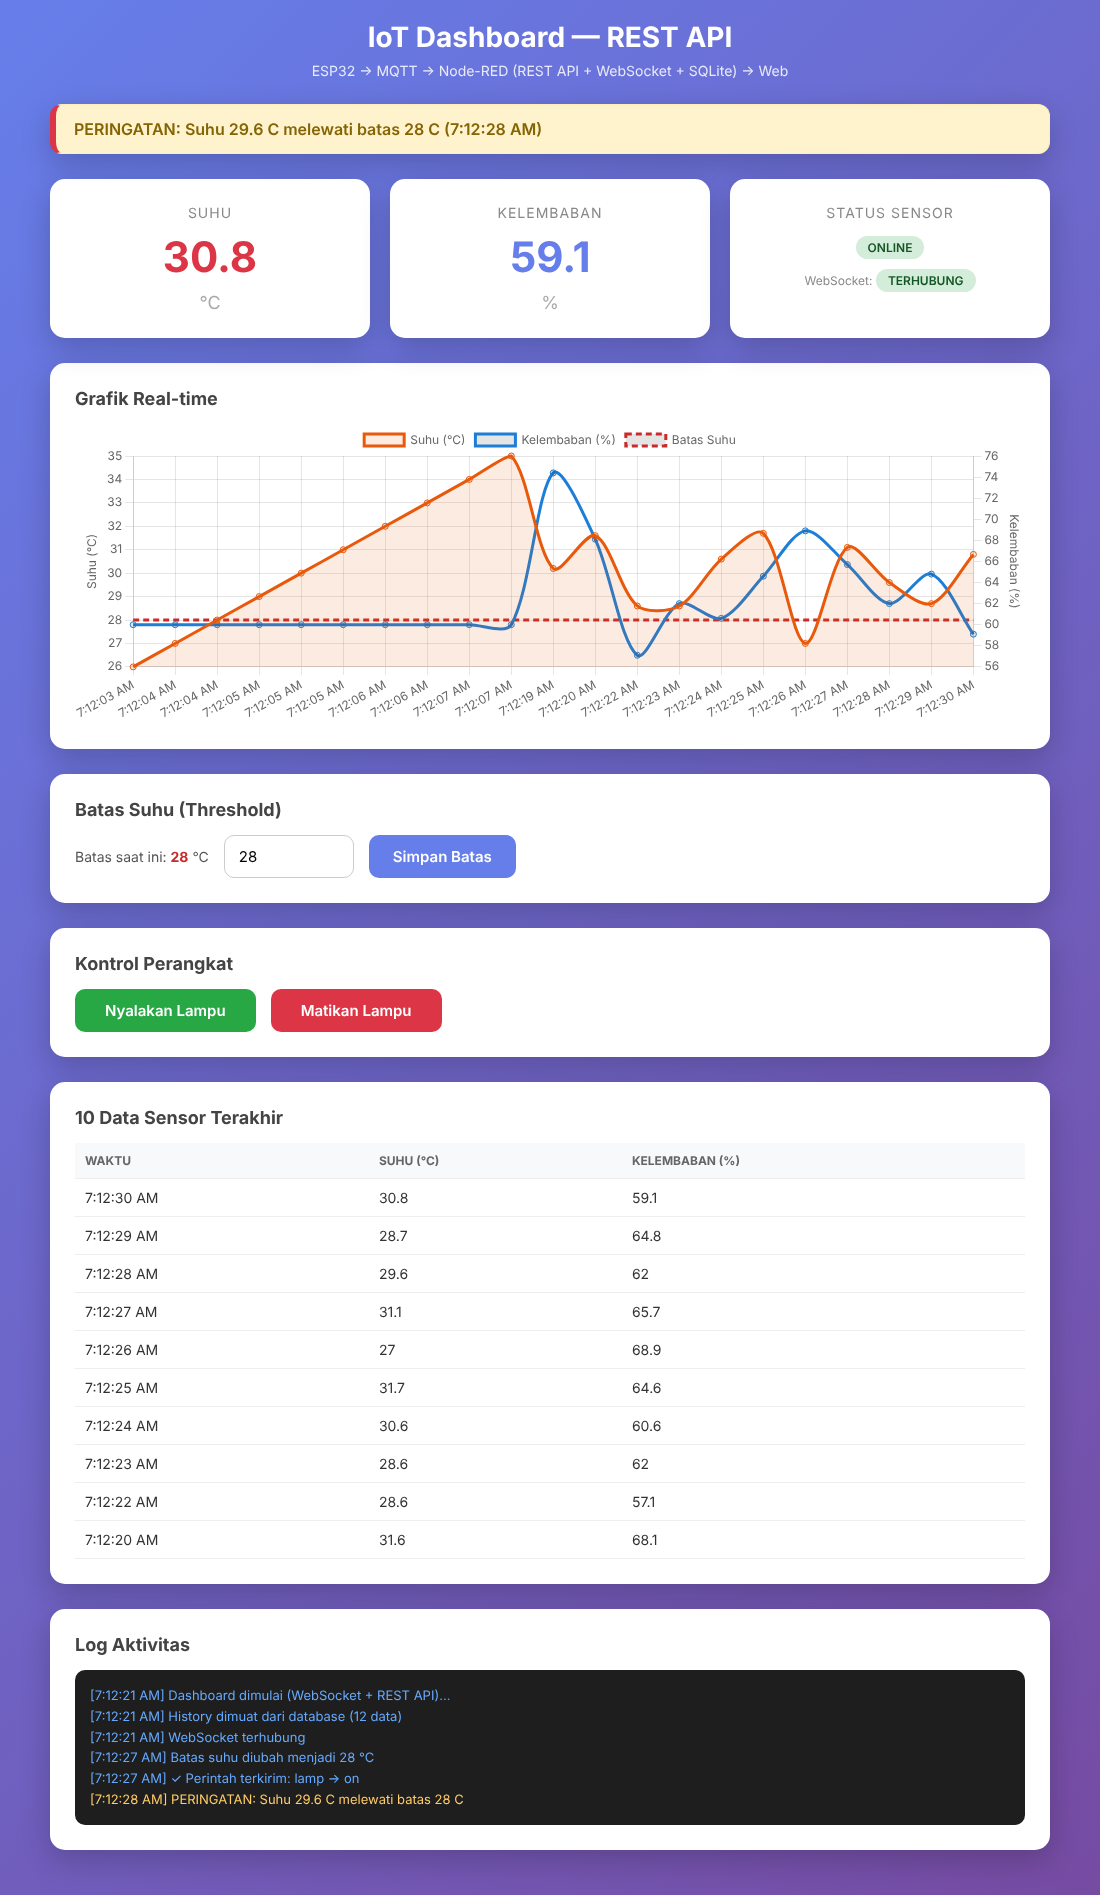 IoT Dashboard — REST API
ESP32 → MQTT → Node-RED (REST API + WebSocket + SQLite) → Web
PERINGATAN: Suhu 29.6 C melewati batas 28 C (7:12:28 AM)
SUHU
30.8
°C
KELEMBABAN
59.1
%
STATUS SENSOR
ONLINE
WebSocket: TERHUBUNG
Grafik Real-time
Suhu (°C) Kelembaban (%) Batas Suhu
Suhu (°C)
35
34
33
32
31
30
29
28
27
26
76
74
72
70
68
66
64
62
60
58
56
Kelembaban (%)
7:12:03 AM 7:12:04 AM 7:12:04 AM 7:12:05 AM 7:12:05 AM 7:12:05 AM 7:12:06 AM 7:12:06 AM 7:12:07 AM 7:12:07 AM 7:12:19 AM 7:12:20 AM 7:12:22 AM 7:12:23 AM 7:12:24 AM 7:12:25 AM 7:12:26 AM 7:12:27 AM 7:12:28 AM 7:12:29 AM 7:12:30 AM
Batas Suhu (Threshold)
Batas saat ini: 28 °C 28 Simpan Batas
Kontrol Perangkat
Nyalakan Lampu Matikan Lampu
10 Data Sensor Terakhir
WAKTU SUHU (°C) KELEMBABAN (%)
7:12:30 AM 30.8 59.1
7:12:29 AM 28.7 64.8
7:12:28 AM 29.6 62
7:12:27 AM 31.1 65.7
7:12:26 AM 27 68.9
7:12:25 AM 31.7 64.6
7:12:24 AM 30.6 60.6
7:12:23 AM 28.6 62
7:12:22 AM 28.6 57.1
7:12:20 AM 31.6 68.1
Log Aktivitas
[7:12:21 AM] Dashboard dimulai (WebSocket + REST API)...
[7:12:21 AM] History dimuat dari database (12 data)
[7:12:21 AM] WebSocket terhubung
[7:12:27 AM] Batas suhu diubah menjadi 28 °C
[7:12:27 AM] ✓ Perintah terkirim: lamp → on
[7:12:28 AM] PERINGATAN: Suhu 29.6 C melewati batas 28 C